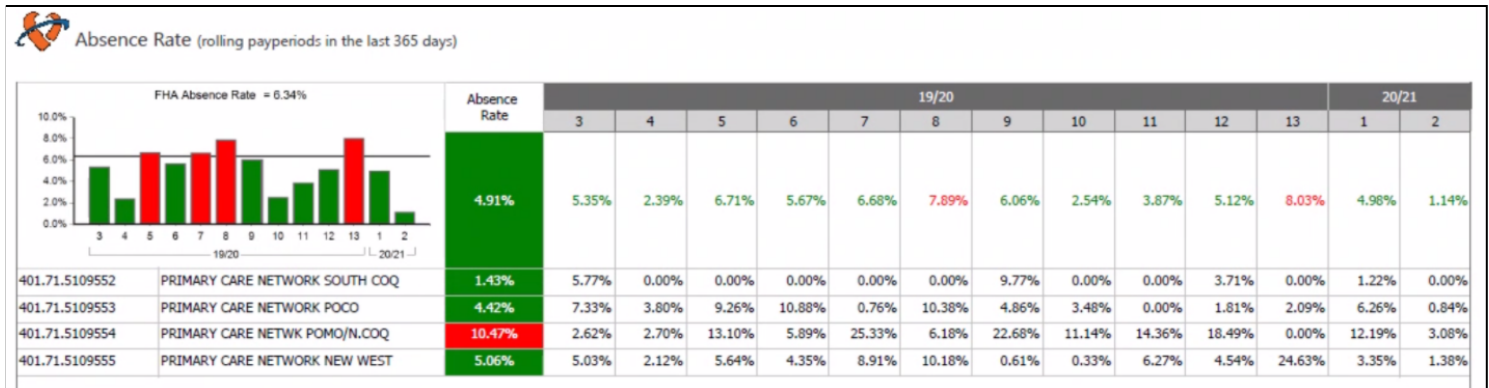 Absence Rate (rolling payperiods in the last 365 days)
FHA Absence Rate = 6.34%
10.0%
8.0%
6.0%
4.0%
2.0%
0.0%
3 4 5 6 7 8 9 10 11 12 13 1 2
19/20 20/21
Absence
Rate
19/20 20/21
3 4 5 6 7 8 9 10 11 12 13 1 2
4.91% 5.35% 2.39% 6.71% 5.67% 6.68% 7.89% 6.06% 2.54% 3.87% 5.12% 8.03% 4.98% 1.14%
401.71.5109552 PRIMARY CARE NETWORK SOUTH COQ 1.43% 5.77% 0.00% 0.00% 0.00% 0.00% 0.00% 9.77% 0.00% 0.00% 3.71% 0.00% 1.22% 0.00%
401.71.5109553 PRIMARY CARE NETWORK POCO 4.42% 7.33% 3.80% 9.26% 10.88% 0.76% 10.38% 4.86% 3.48% 0.00% 1.81% 2.09% 6.26% 0.84%
401.71.5109554 PRIMARY CARE NETWK POMO/N.COQ 10.47% 2.62% 2.70% 13.10% 5.89% 25.33% 6.18% 22.68% 11.14% 14.36% 18.49% 0.00% 12.19% 3.08%
401.71.5109555 PRIMARY CARE NETWORK NEW WEST 5.06% 5.03% 2.12% 5.64% 4.35% 8.91% 10.18% 0.61% 0.33% 6.27% 4.54% 24.63% 3.35% 1.38%